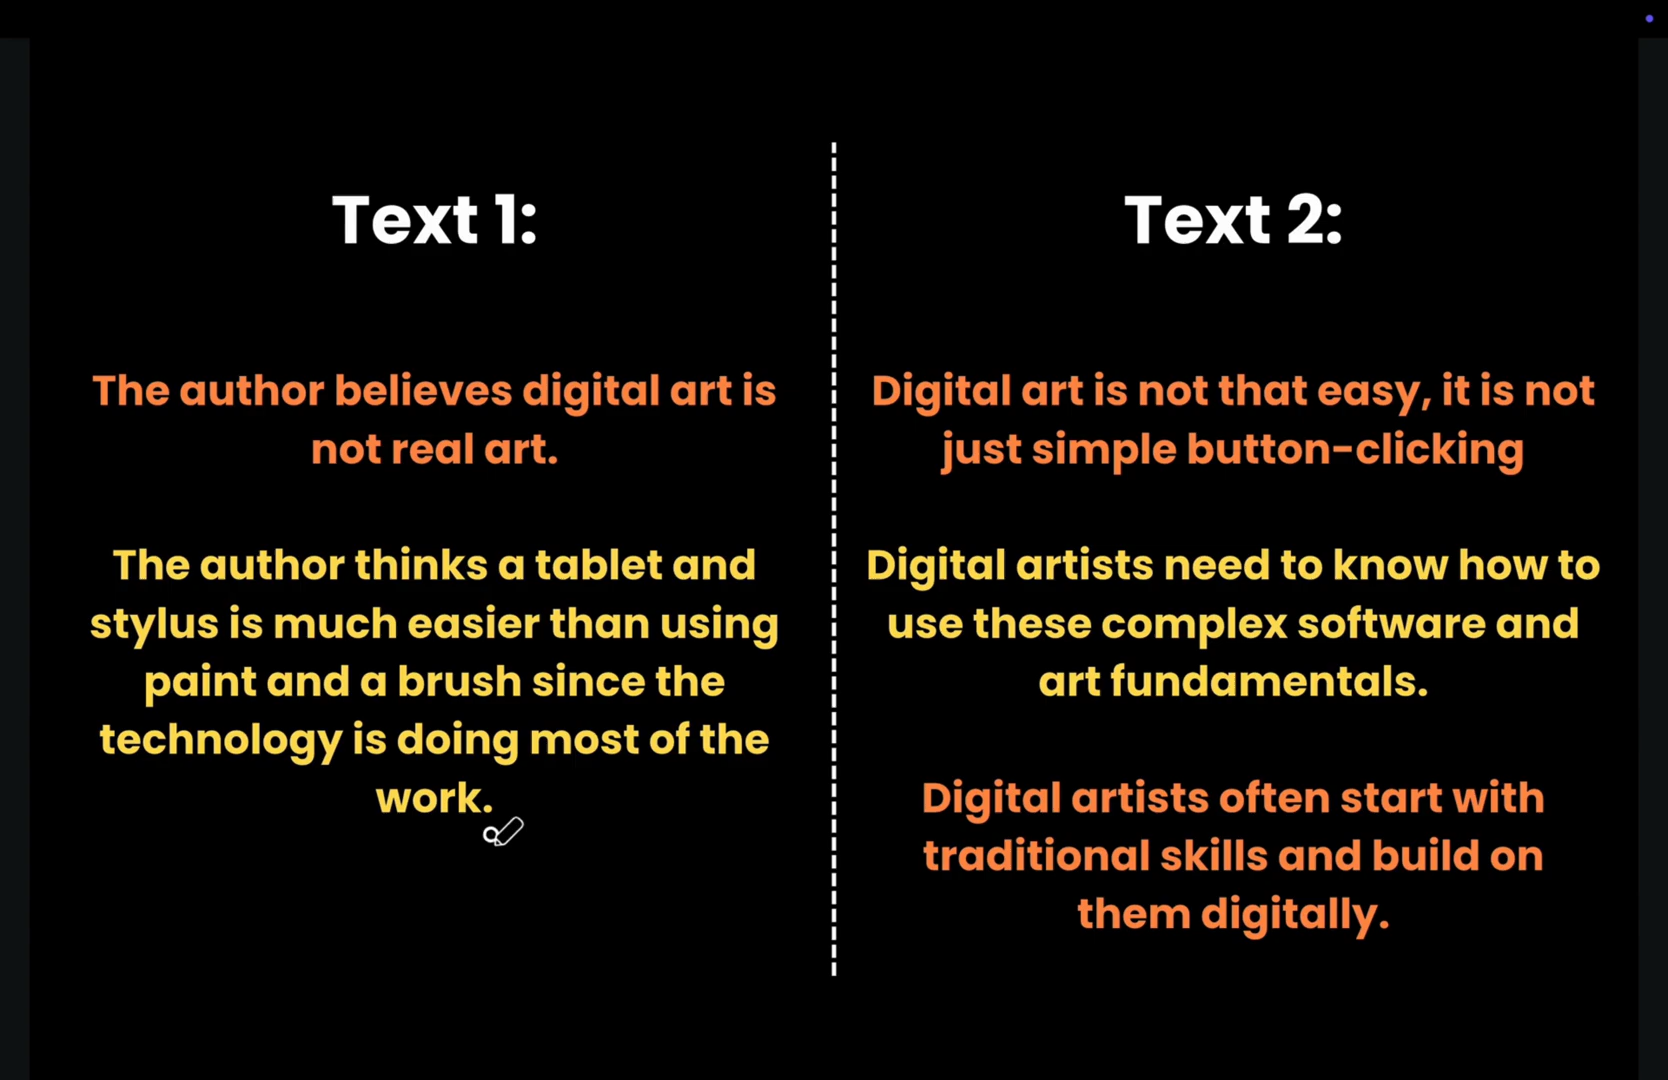 Text 1:
The author believes digital art is
not real art.
The author thinks a tablet and
stylus is much easier than using
paint and a brush since the
technology is doing most of the
work.
Text 2:
Digital art is not that easy, it is not
just simple button-clicking
Digital artists need to know how to
use these complex software and
art fundamentals.
Digital artists often start with
traditional skills and build on
them digitally.